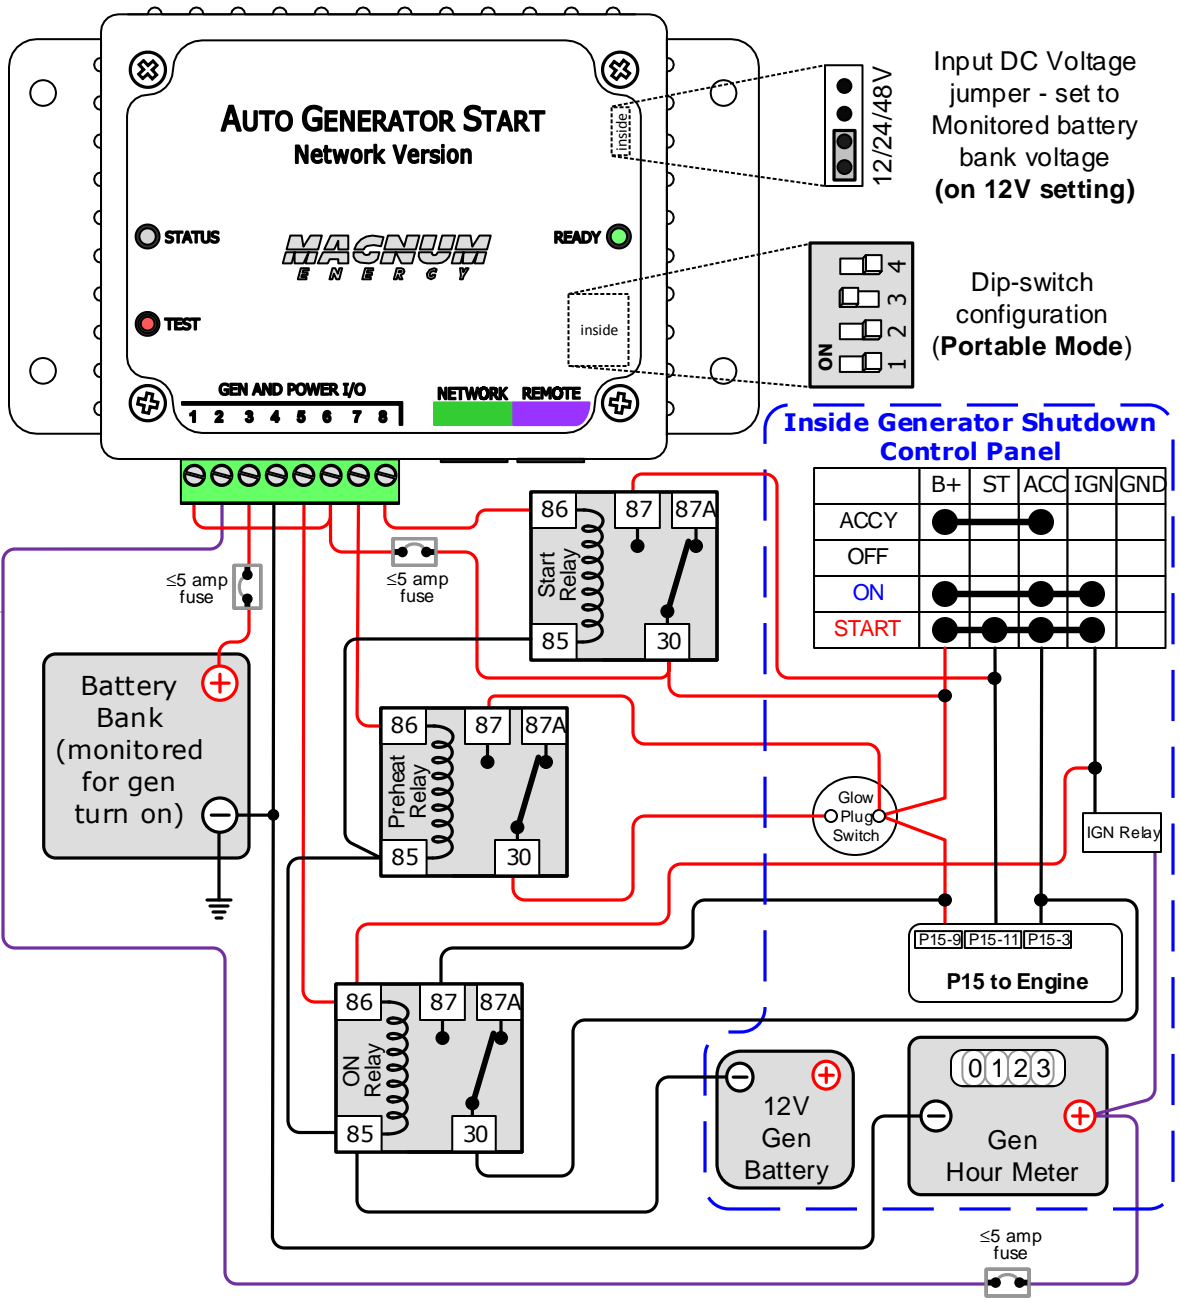 AUTO GENERATOR START
Network Version
inside
STATUS
READY
MAGNUM
ENERGY
TEST
inside
GEN AND POWER I/O
1 2 3 4 5 6 7 8
NETWORK
REMOTE
12/24/48V
Input DC Voltage
jumper - set to
Monitored battery
bank voltage
(on 12V setting)
ON
1 2 3 4
Dip-switch
configuration
(Portable Mode)
Inside Generator Shutdown
Control Panel
B+ ST ACC IGN GND
ACCY
OFF
ON
START
≤5 amp
fuse
≤5 amp
fuse
86 87 87A
Start
Relay
85 30
Battery
Bank
(monitored
for gen
turn on)
+
−
86 87 87A
Preheat
Relay
85 30
Glow
Plug
Switch
IGN Relay
P15-9 P15-11 P15-3
P15 to Engine
86 87 87A
ON
Relay
85 30
− +
12V
Gen
Battery
0 1 2 3
− +
Gen
Hour Meter
≤5 amp
fuse